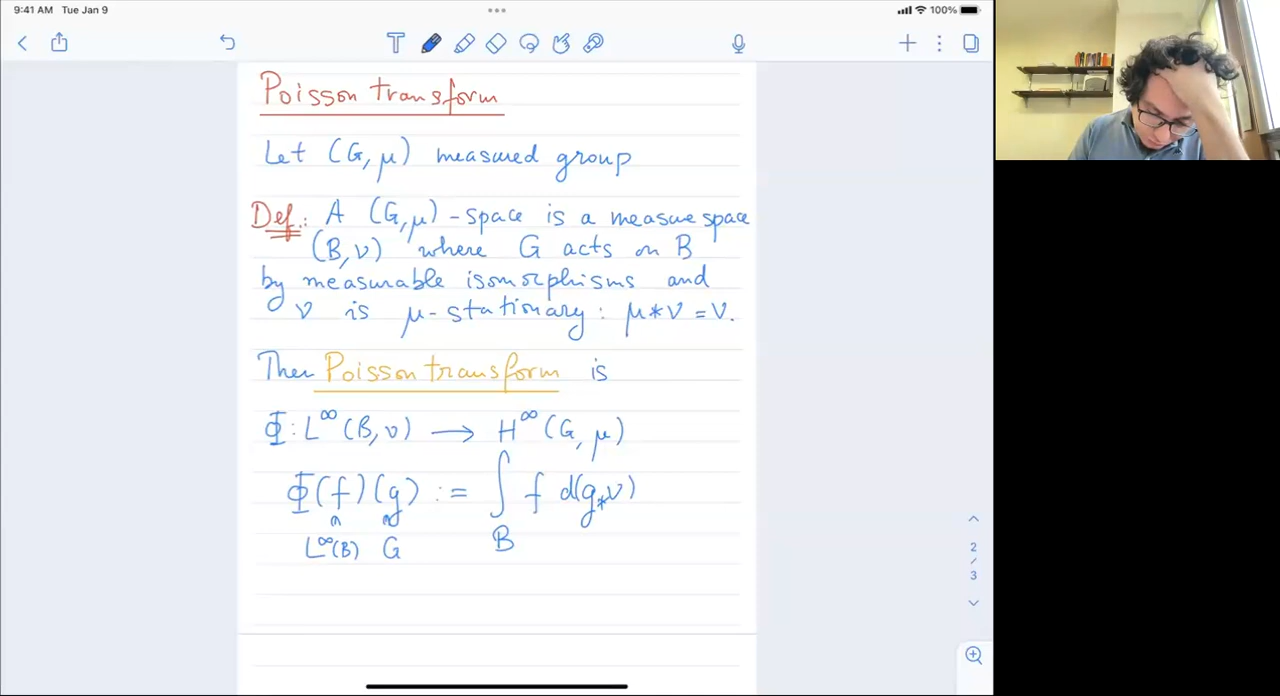 9:41 AM Tue Jan 9
100%
Poisson transform
Let (G, μ) measured group
Def.: A (G, μ) - space is a measure space
(B, ν) where G acts on B
by measurable isomorphisms and
ν is μ - stationary : μ * ν = ν.
Then Poisson transform is
Φ : L^∞ (B, ν) ⟶ H^∞ (G, μ)
Φ(f)(g) := ∫_B f d(g_*ν)
L^∞(B) G
2
/
3